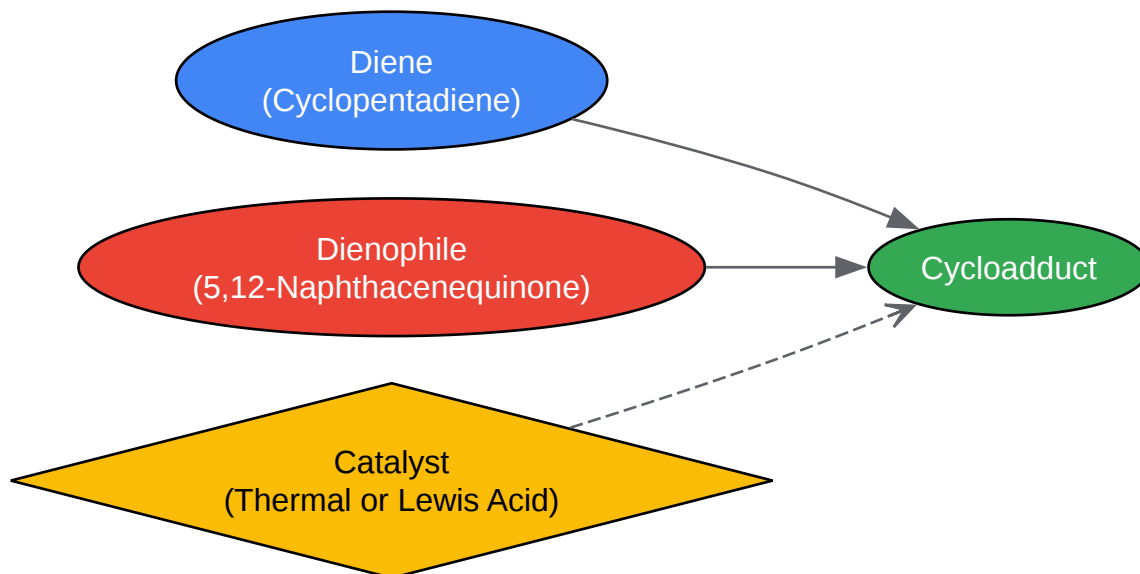 Diene
(Cyclopentadiene)
Dienophile
(5,12-Naphthacenequinone)
Cycloadduct
Catalyst
(Thermal or Lewis Acid)